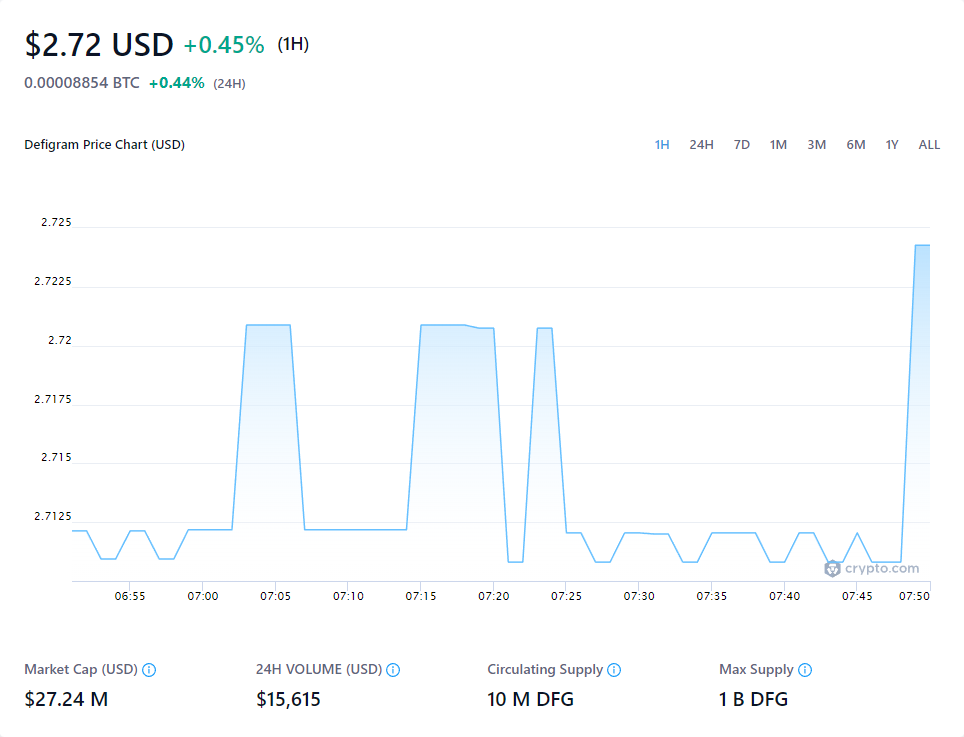 $2.72 USD +0.45% (1H)
0.00008854 BTC +0.44% (24H)
Defigram Price Chart (USD) 1H 24H 7D 1M 3M 6M 1Y ALL
2.725
2.7225
2.72
2.7175
2.715
2.7125
crypto.com
06:55 07:00 07:05 07:10 07:15 07:20 07:25 07:30 07:35 07:40 07:45 07:50
Market Cap (USD) 24H VOLUME (USD) Circulating Supply Max Supply
$27.24 M $15,615 10 M DFG 1 B DFG